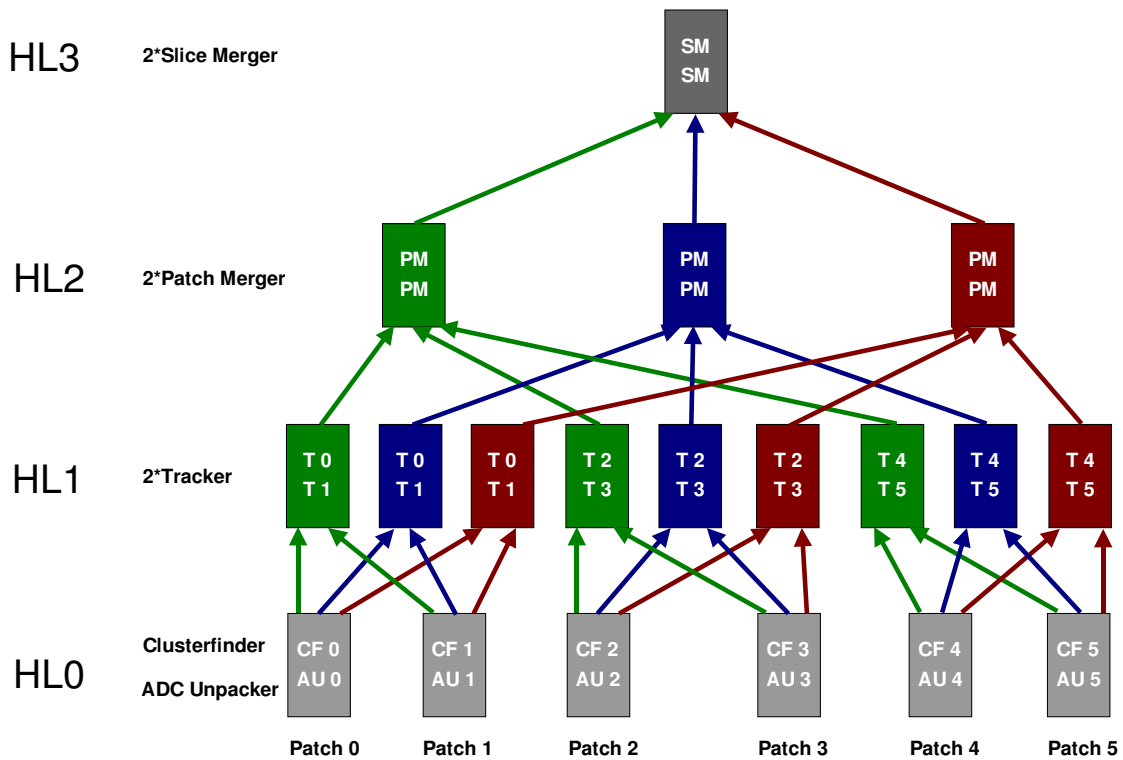 HL3
2*Slice Merger
SM
SM
HL2
2*Patch Merger
PM
PM
PM
PM
PM
PM
HL1
2*Tracker
T 0
T 1
T 0
T 1
T 0
T 1
T 2
T 3
T 2
T 3
T 2
T 3
T 4
T 5
T 4
T 5
T 4
T 5
HL0
Clusterfinder
ADC Unpacker
CF 0
AU 0
CF 1
AU 1
CF 2
AU 2
CF 3
AU 3
CF 4
AU 4
CF 5
AU 5
Patch 0
Patch 1
Patch 2
Patch 3
Patch 4
Patch 5